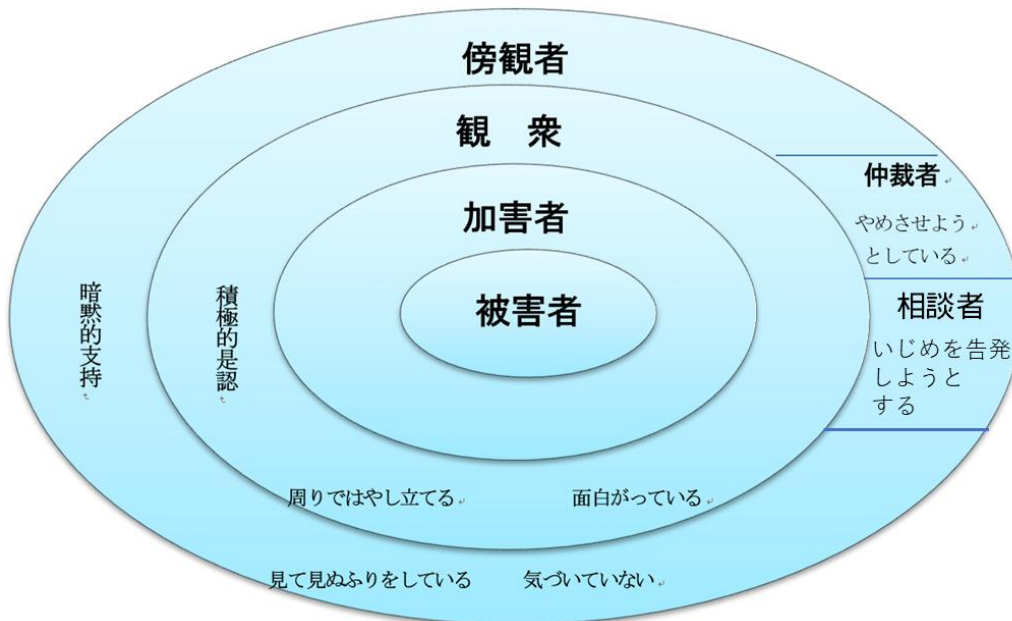 傍観者
観　衆
仲裁者
加害者
やめさせよう
としている
暗黙的支持
積極的是認
被害者
相談者
いじめを告発
しようと
する
周りではやし立てる
面白がっている
見て見ぬふりをしている
気づいていない